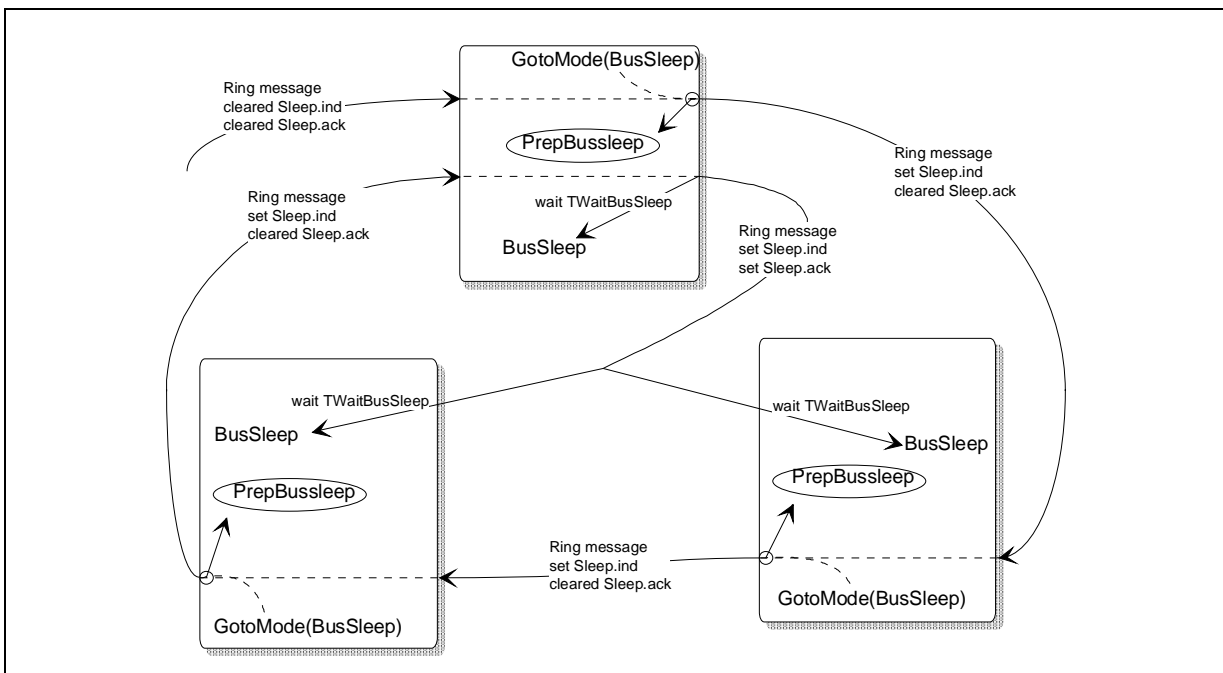 GotoMode(BusSleep)
Ring message
cleared Sleep.ind
cleared Sleep.ack
PrepBussleep
Ring message
set Sleep.ind
cleared Sleep.ack
Ring message
set Sleep.ind
cleared Sleep.ack
wait TWaitBusSleep
BusSleep
Ring message
set Sleep.ind
set Sleep.ack
wait TWaitBusSleep
BusSleep
PrepBussleep
GotoMode(BusSleep)
wait TWaitBusSleep
BusSleep
PrepBussleep
GotoMode(BusSleep)
Ring message
set Sleep.ind
cleared Sleep.ack